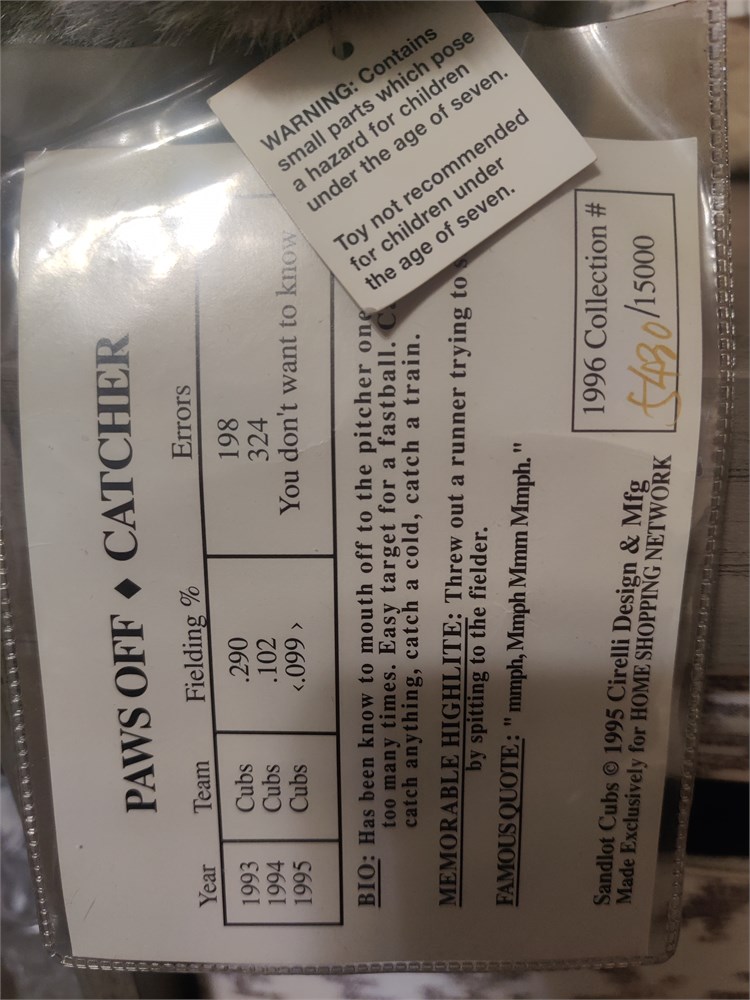 WARNING: Contains
small parts which pose
a hazard for children
under the age of seven.
Toy not recommended
for children under
the age of seven.
PAWS OFF ♦ CATCHER
Year Team Fielding % Errors
1993 Cubs .290 198
1994 Cubs .102 324
1995 Cubs <.099> You don't want to know
BIO: Has been know to mouth off to the pitcher one
too many times. Easy target for a fastball.
catch anything, catch a cold, catch a train.
MEMORABLE HIGHLITE: Threw out a runner trying to
by spitting to the fielder.
FAMOUS QUOTE: " mmph, Mmph Mmm Mmph."
1996 Collection #
5430/15000
Sandlot Cubs © 1995 Cirelli Design & Mfg
Made Exclusively for HOME SHOPPING NETWORK